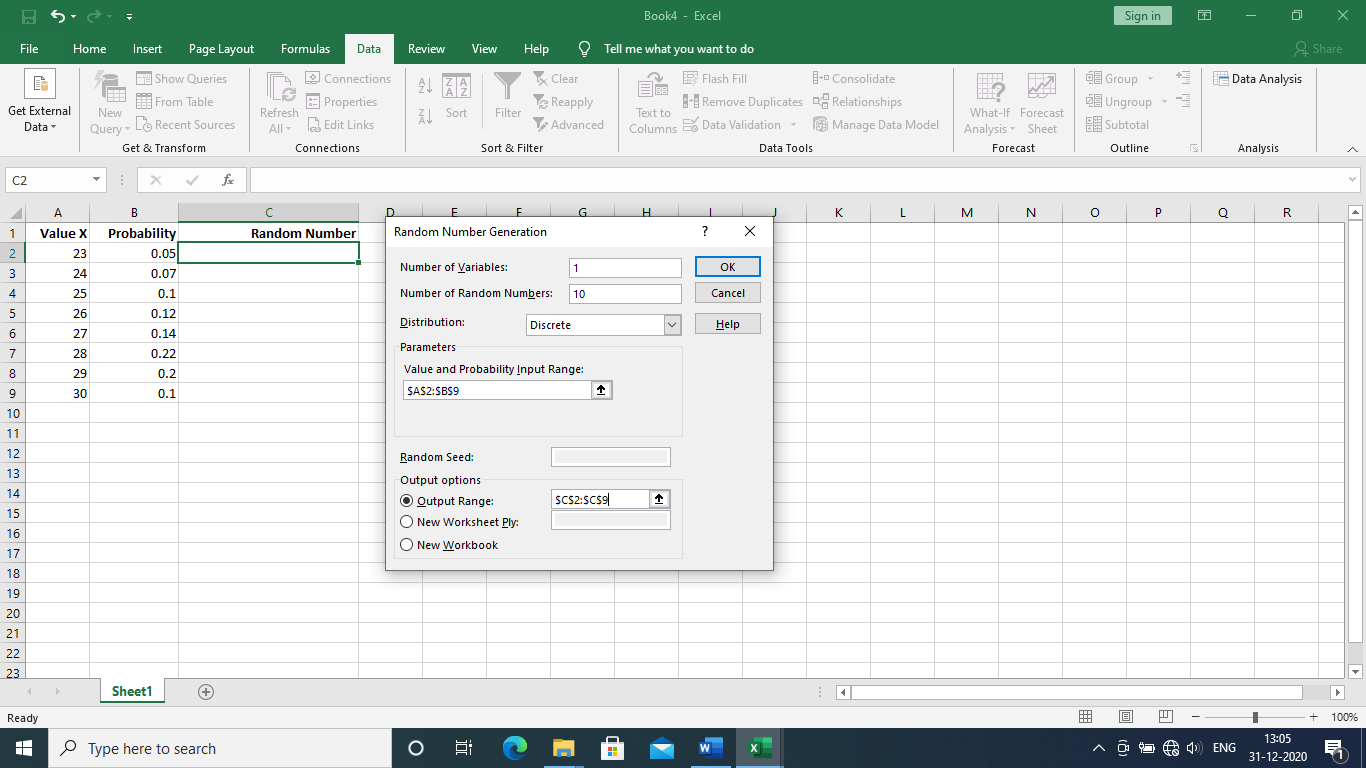 Book4 - Excel
Sign in
File Home Insert Page Layout Formulas Data Review View Help Tell me what you want to do Share
Get External Data
New Query
Show Queries
From Table
Recent Sources
Get & Transform
Refresh All
Connections
Properties
Edit Links
Connections
Sort
Filter
Clear
Reapply
Advanced
Sort & Filter
Text to Columns
Flash Fill
Remove Duplicates
Data Validation
Consolidate
Relationships
Manage Data Model
Data Tools
What-If Analysis
Forecast Sheet
Forecast
Group
Ungroup
Subtotal
Outline
Data Analysis
Analysis
C2
fx
A B C D E F G H I J K L M N O P Q R
1 Value X Probability Random Number
2 23 0.05
3 24 0.07
4 25 0.1
5 26 0.12
6 27 0.14
7 28 0.22
8 29 0.2
9 30 0.1
10
11
12
13
14
15
16
17
18
19
20
21
22
23
Random Number Generation
?
Number of Variables: 1
OK
Number of Random Numbers: 10
Cancel
Distribution: Discrete
Help
Parameters
Value and Probability Input Range:
$A$2:$B$9
Random Seed:
Output options
Output Range: $C$2:$C$9
New Worksheet Ply:
New Workbook
Sheet1
Ready
100%
Type here to search
ENG
13:05
31-12-2020
1